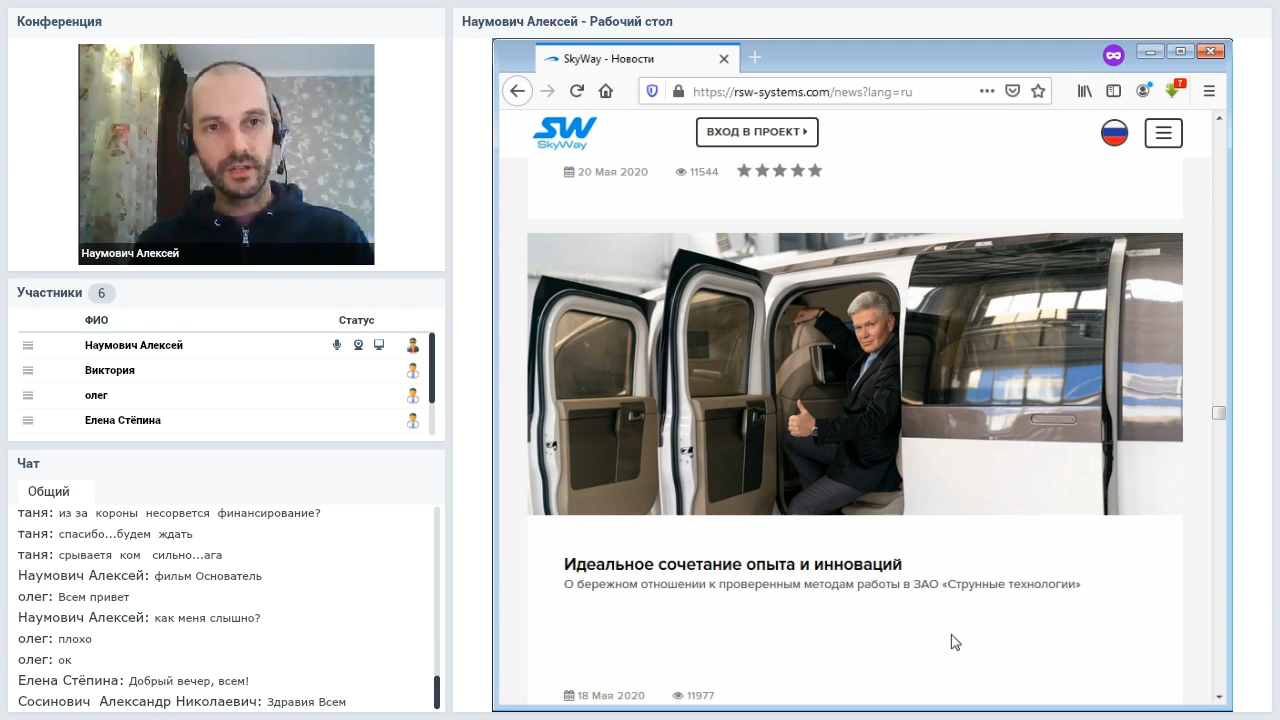 Конференция
Наумович Алексей
Участники 6
ФИО Статус
Наумович Алексей
Виктория
олег
Елена Стёпина
Чат
Общий
таня: из за короны несорвется финансирование?
таня: спасибо...будем ждать
таня: срываетя ком сильно...ага
Наумович Алексей: фильм Основатель
олег: Всем привет
Наумович Алексей: как меня слышно?
олег: плохо
олег: ок
Елена Стёпина: Добрый вечер, всем!
Сосинович Александр Николаевич: Здравия Всем
Наумович Алексей - Рабочий стол
SkyWay - Новости
https://rsw-systems.com/news?lang=ru
?
SW
SkyWay
ВХОД В ПРОЕКТ
20 Мая 2020 11544
Идеальное сочетание опыта и инноваций
О бережном отношении к проверенным методам работы в ЗАО «Струнные технологии»
18 Мая 2020 11977